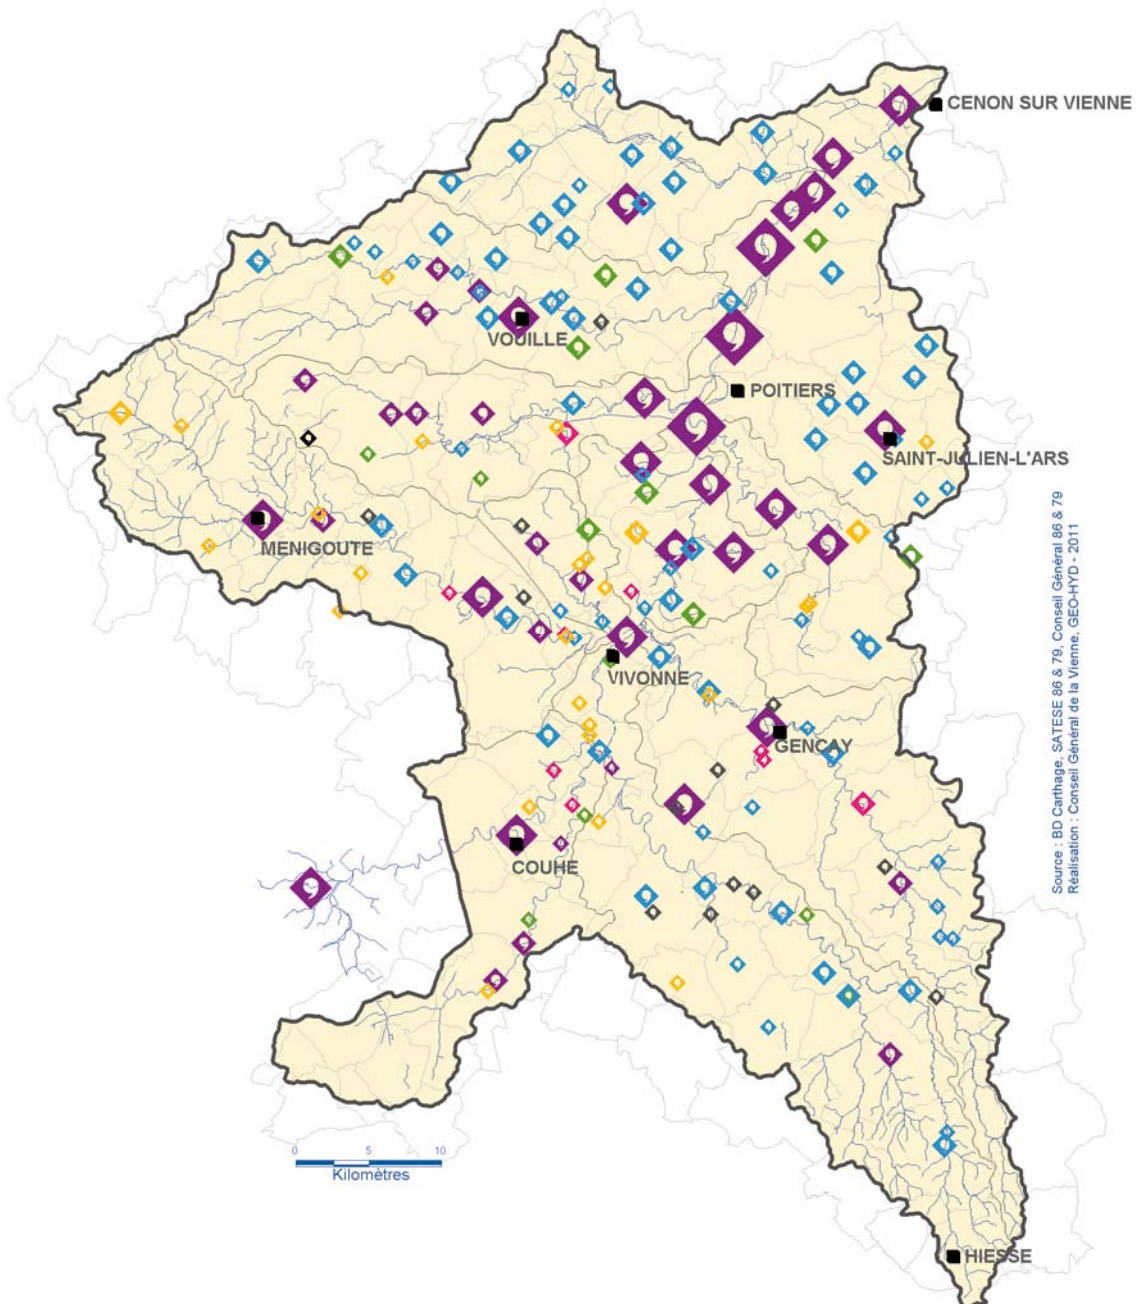 CENON SUR VIENNE
VOUILLE
POITIERS
SAINT-JULIEN-L'ARS
MENIGOUTE
VIVONNE
GENCAY
COUHE
HIESSE
0 5 10
Kilomètres
Source : BD Carthage, SATESE 86 & 79, Conseil Général 86 & 79
Réalisation : Conseil Général de la Vienne, GEO-HYD - 2011